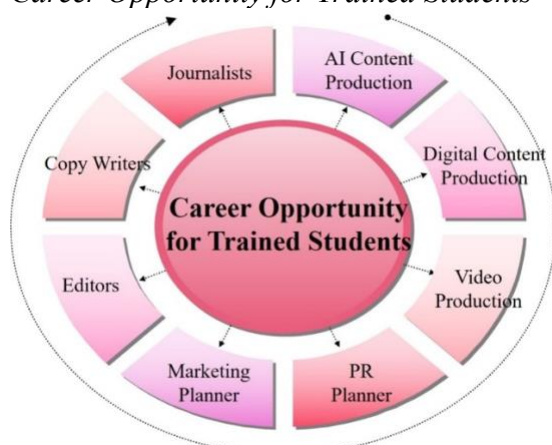 Career Opportunity for Trained Students
AI Content
Production
Digital Content
Production
Video
Production
PR
Planner
Marketing
Planner
Editors
Copy Writers
Journalists
Career Opportunity
for Trained Students